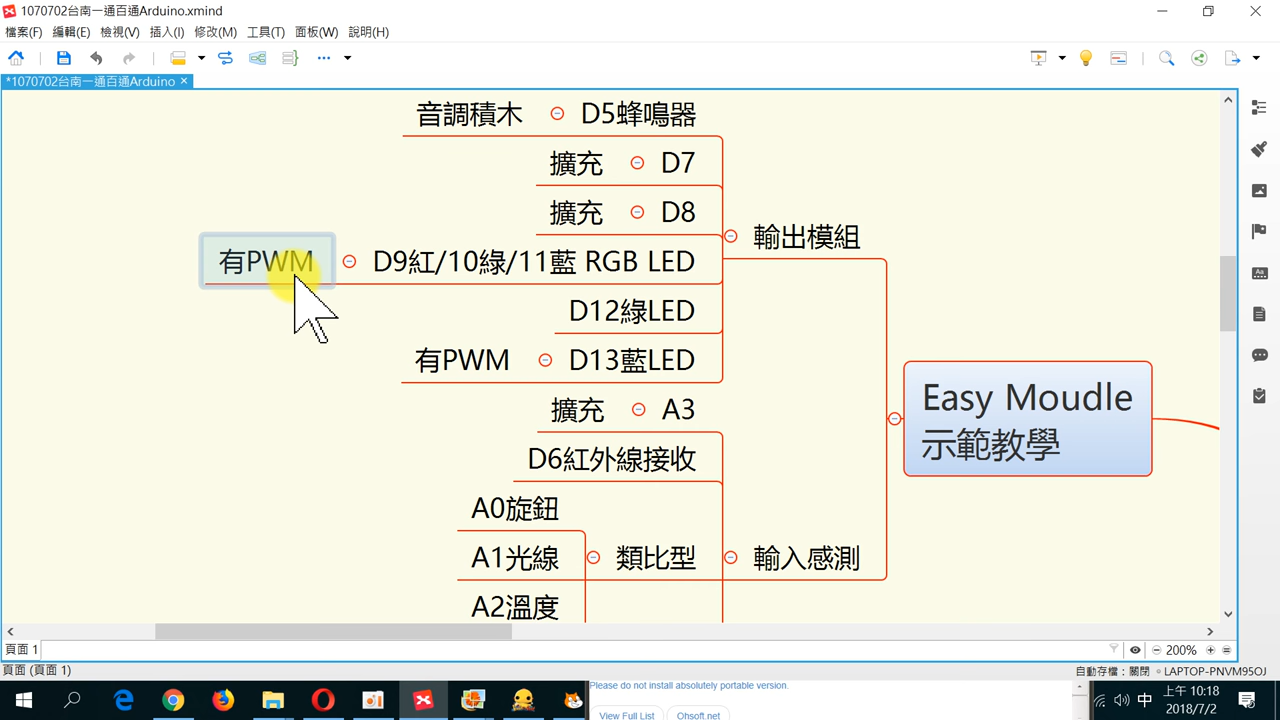 1070702台南一通百通Arduino.xmind
檔案(F) 編輯(E) 檢視(V) 插入(I) 修改(M) 工具(T) 面板(W) 說明(H)
*1070702台南一通百通Arduino ×
音調積木 D5蜂鳴器
擴充 D7
擴充 D8
輸出模組
有PWM D9紅/10綠/11藍 RGB LED
D12綠LED
有PWM D13藍LED
Easy Moudle
示範教學
擴充 A3
D6紅外線接收
A0旋鈕
A1光線 類比型 輸入感測
A2溫度
頁面 1
200%
頁面 (頁面 1)
自動存檔：關閉 LAPTOP-PNVM95OJ
Please do not install absolutely portable version.
View Full List Ohsoft.net
中
上午 10:18
2018/7/2